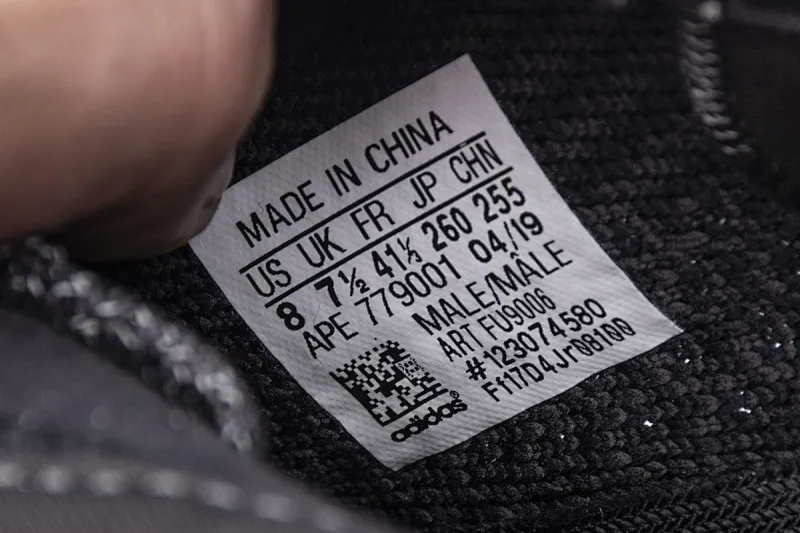 MADE IN CHINA
US UK FR JP CHN
8 7½ 41⅓ 260 255
APE 779001 04/19
MALE/MÂLE
ART FU9006
#123074580
Ff17D4Jr08100
adidas